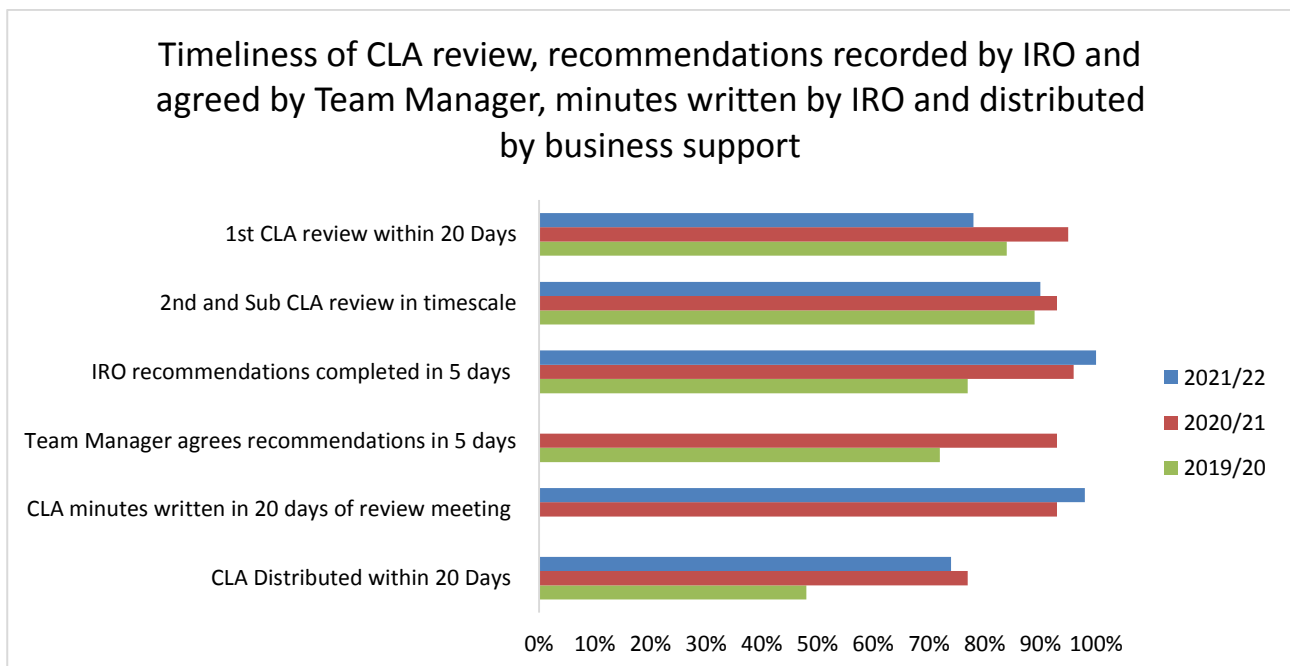 Timeliness of CLA review, recommendations recorded by IRO and
agreed by Team Manager, minutes written by IRO and distributed
by business support
1st CLA review within 20 Days
2nd and Sub CLA review in timescale
IRO recommendations completed in 5 days
Team Manager agrees recommendations in 5 days
CLA minutes written in 20 days of review meeting
CLA Distributed within 20 Days
2021/22
2020/21
2019/20
0% 10% 20% 30% 40% 50% 60% 70% 80% 90% 100%